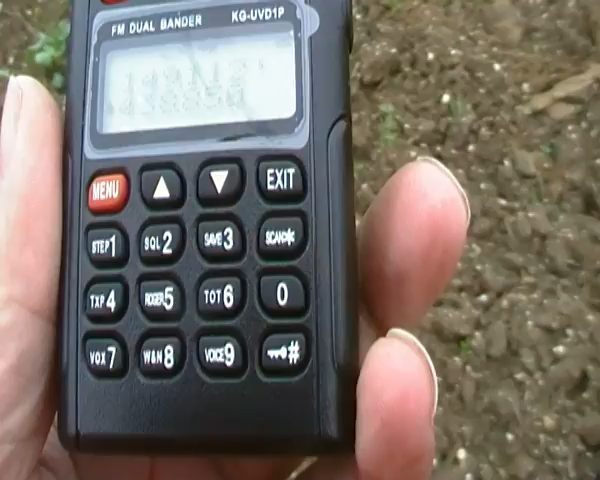 FM DUAL BANDER KG-UVD1P
MENU ▲ ▼ EXIT
STEP1 SQL2 SAVE3 SCAN*
TXP4 ROGER5 TOT6 0
VOX7 W&N8 VOICE9 #